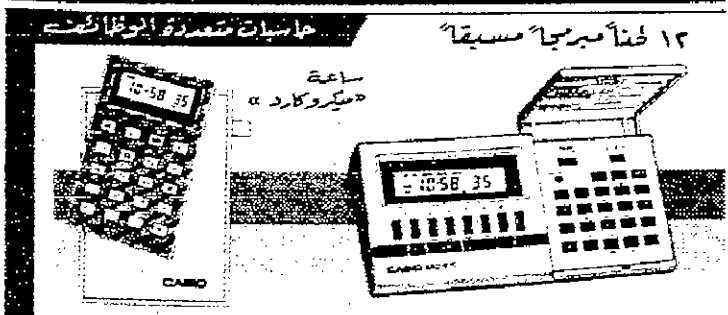 حاسبات متعددة الوظائف
١٢ لحناً مبرمجاً مسبقاً
ساعة
«ميكروكارد»
10-58 35
CASIO
10:58 35
CASIO